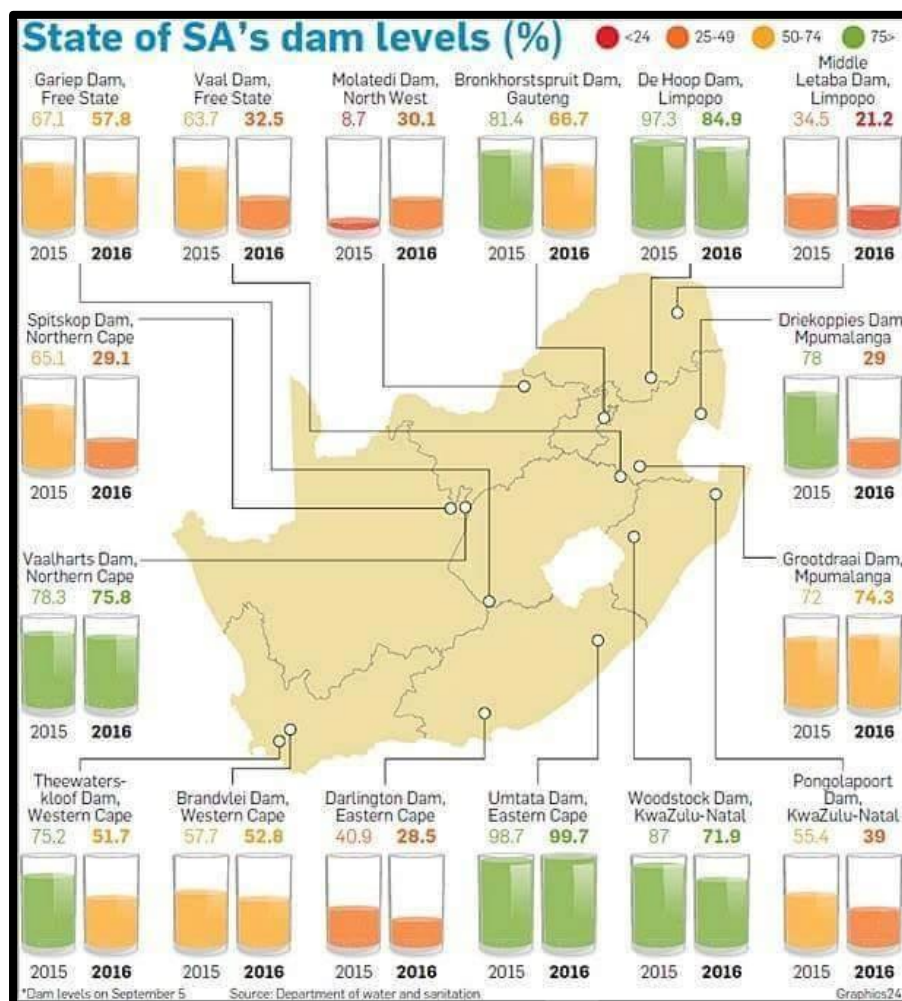 State of SA's dam levels (%)
<24 25-49 50-74 75>
Gariep Dam,
Free State
67.1 57.8
2015 2016
Vaal Dam,
Free State
63.7 32.5
2015 2016
Molatedi Dam,
North West
8.7 30.1
2015 2016
Bronkhorstspruit Dam,
Gauteng
81.4 66.7
2015 2016
De Hoop Dam,
Limpopo
97.3 84.9
2015 2016
Middle
Letaba Dam,
Limpopo
34.5 21.2
2015 2016
Spitskop Dam,
Northern Cape
65.1 29.1
2015 2016
Driekoppies Dam
Mpumalanga
78 29
2015 2016
Vaalharts Dam,
Northern Cape
78.3 75.8
2015 2016
Grootdraai Dam,
Mpumalanga
72 74.3
2015 2016
Theewaters-
kloof Dam,
Western Cape
75.2 51.7
2015 2016
Brandvlei Dam,
Western Cape
57.7 52.8
2015 2016
Darlington Dam,
Eastern Cape
40.9 28.5
2015 2016
Umtata Dam,
Eastern Cape
98.7 99.7
2015 2016
Woodstock Dam,
KwaZulu-Natal
87 71.9
2015 2016
Pongolapoort
Dam,
KwaZulu-Natal
55.4 39
2015 2016
*Dam levels on September 5 Source: Department of water and sanitation Graphics24